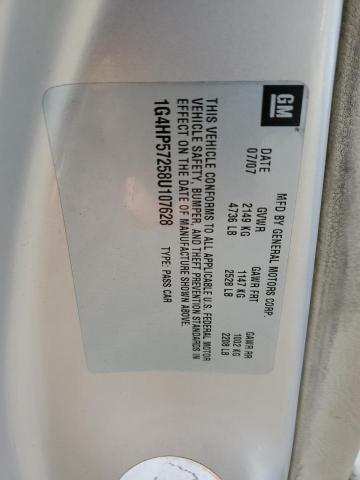 GM
MFD BY GENERAL MOTORS CORP
DATE GVWR GAWR FRT GAWR RR
07/07 2149 KG 1147 KG 1002 KG
4736 LB 2528 LB 2208 LB
THIS VEHICLE CONFORMS TO ALL APPLICABLE U.S. FEDERAL MOTOR
VEHICLE SAFETY, BUMPER, AND THEFT PREVENTION STANDARDS IN
EFFECT ON THE DATE OF MANUFACTURE SHOWN ABOVE.
1G4HP57258U107628 TYPE: PASS CAR